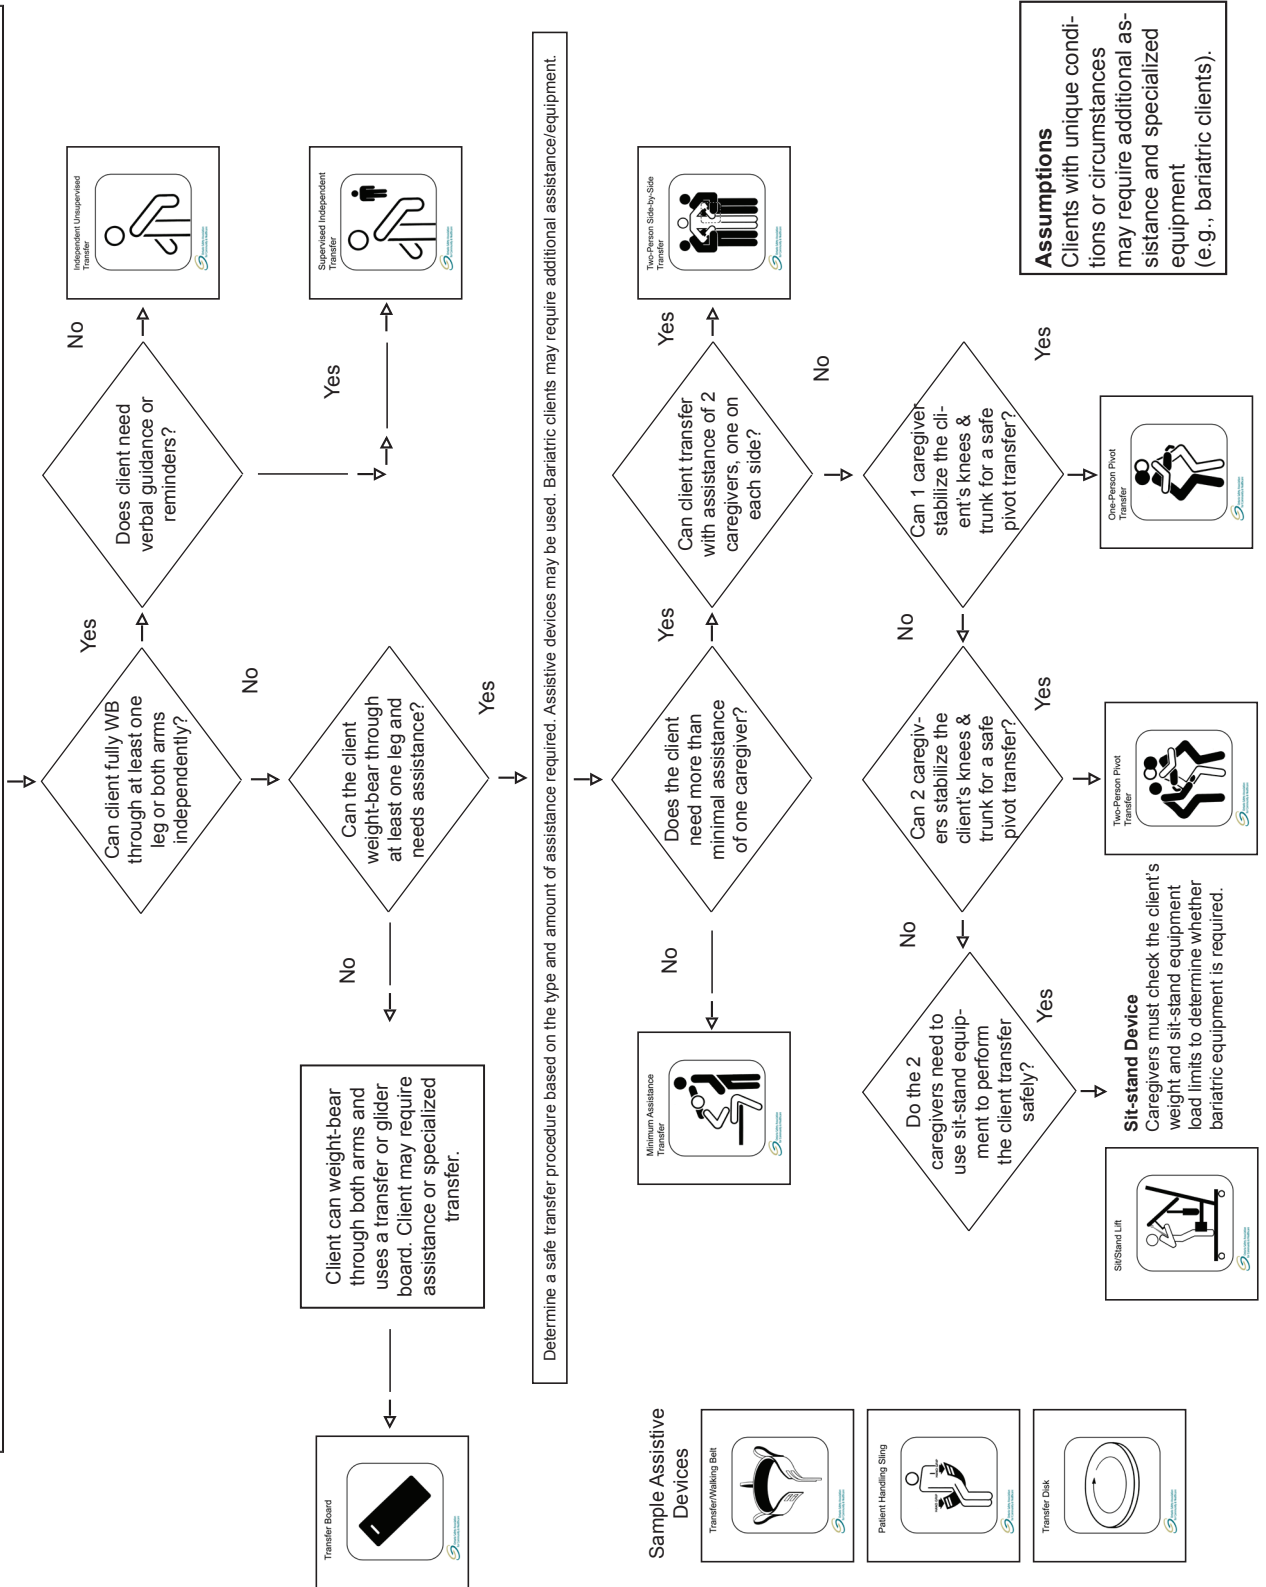 Can client fully WB
through at least one
leg or both arms
independently?
Yes
No
Does client need
verbal guidance or
reminders?
No
Independent Unsupervised
Transfer
Yes
Supervised Independent
Transfer
Can the client
weight-bear through
at least one leg and
needs assistance?
No
Yes
Client can weight-bear
through both arms and
uses a transfer or glider
board. Client may require
assistance or specialized
transfer.
Transfer Board
Determine a safe transfer procedure based on the type and amount of assistance required. Assistive devices may be used. Bariatric clients may require additional assistance/equipment.
Does the client
need more than
minimal assistance
of one caregiver?
No
Minimum Assistance
Transfer
Yes
Can client transfer
with assistance of 2
caregivers, one on
each side?
Yes
Two-Person Side-by-Side
Transfer
No
Can 1 caregiver
stabilize the cli-
ent's knees &
trunk for a safe
pivot transfer?
Yes
One-Person Pivot
Transfer
No
Can 2 caregiv-
ers stabilize the
client's knees &
trunk for a safe
pivot transfer?
Yes
Two-Person Pivot
Transfer
No
Do the 2
caregivers need to
use sit-stand equip-
ment to perform
the client transfer
safely?
Yes
Sit/Stand Lift
Sit-stand Device
Caregivers must check the client's
weight and sit-stand equipment
load limits to determine whether
bariatric equipment is required.
Sample Assistive
Devices
Transfer/Walking Belt
Patient Handling Sling
Transfer Disk
Assumptions
Clients with unique condi-
tions or circumstances
may require additional as-
sistance and specialized
equipment
(e.g., bariatric clients).